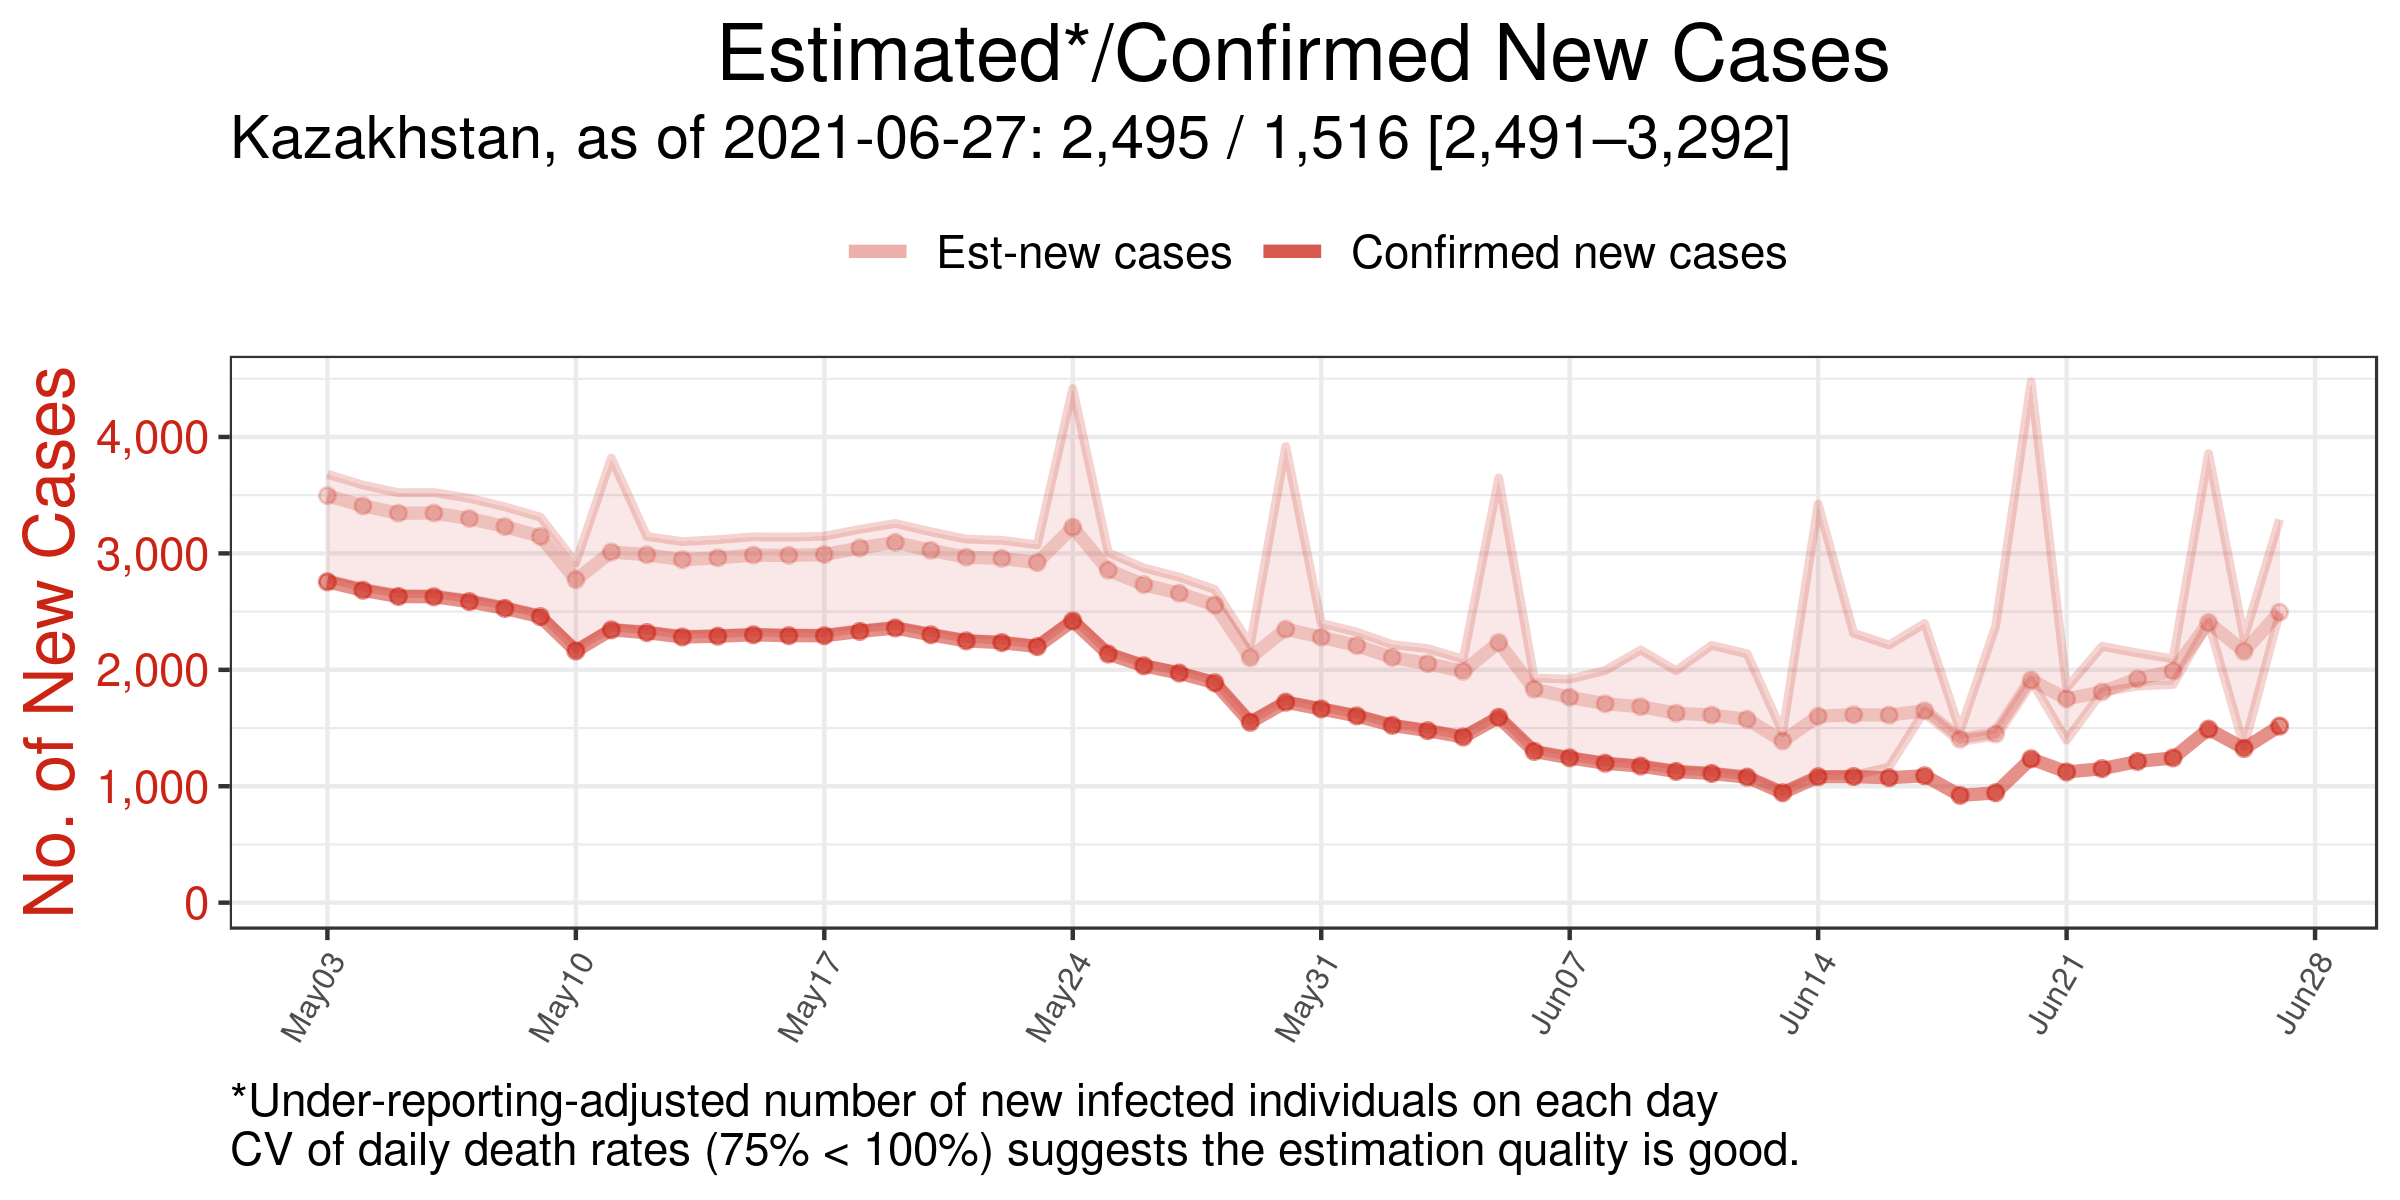 Estimated*/Confirmed New Cases
Kazakhstan, as of 2021-06-27: 2,495 / 1,516 [2,491–3,292]
Est-new cases Confirmed new cases
No. of New Cases
4,000
3,000
2,000
1,000
0
May03 May10 May17 May24 May31 Jun07 Jun14 Jun21 Jun28
*Under-reporting-adjusted number of new infected individuals on each day
CV of daily death rates (75% < 100%) suggests the estimation quality is good.